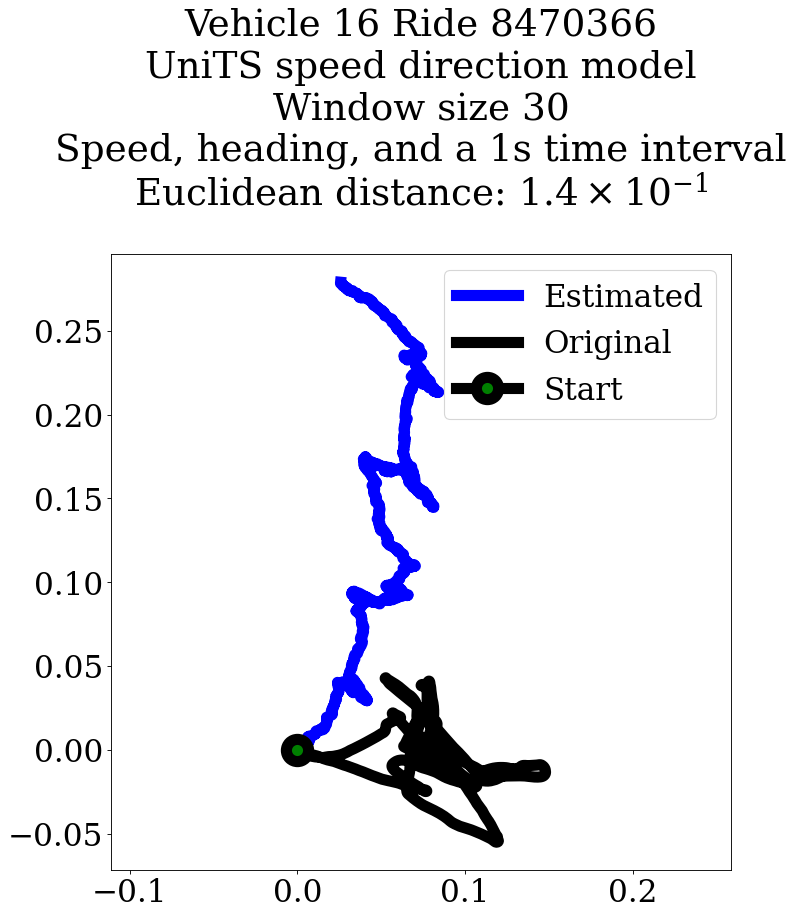 Vehicle 16 Ride 8470366
UniTS speed direction model
Window size 30
Speed, heading, and a 1s time interval
Euclidean distance: 1.4 × 10⁻¹
Estimated
Original
Start
0.25
0.20
0.15
0.10
0.05
0.00
−0.05
−0.1 0.0 0.1 0.2